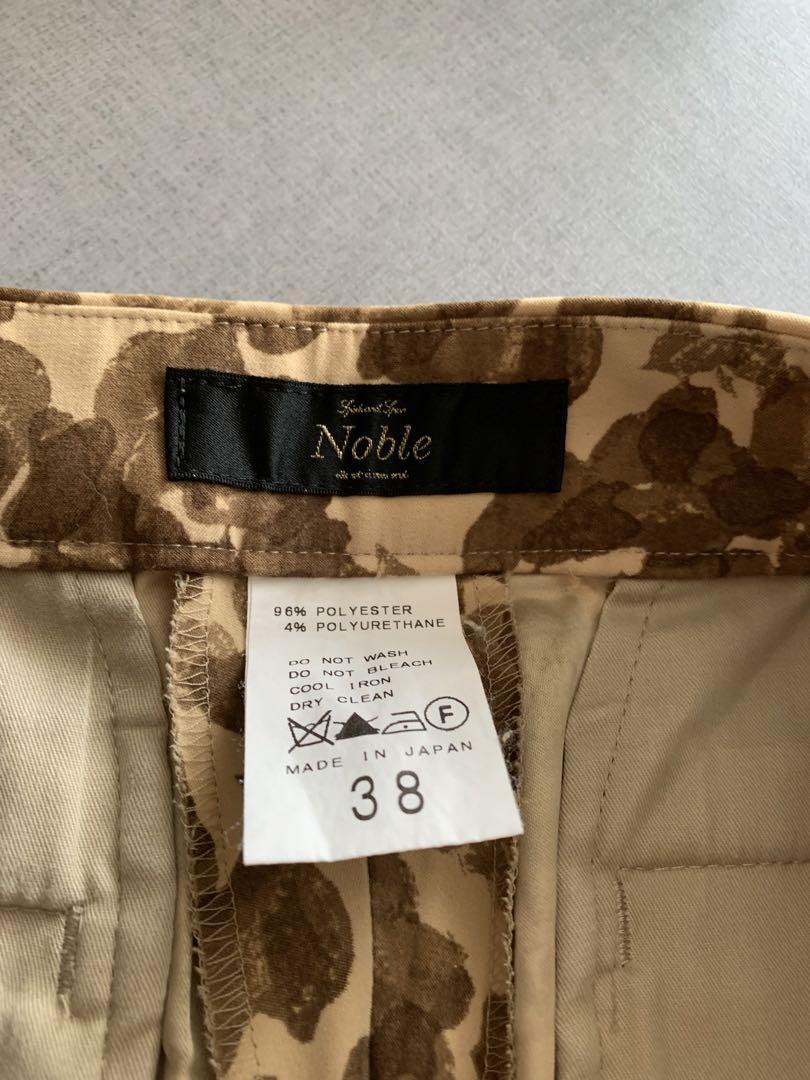 Noble
96% POLYESTER
4% POLYURETHANE
DO NOT WASH
DO NOT BLEACH
COOL IRON
DRY CLEAN
F
MADE IN JAPAN
38